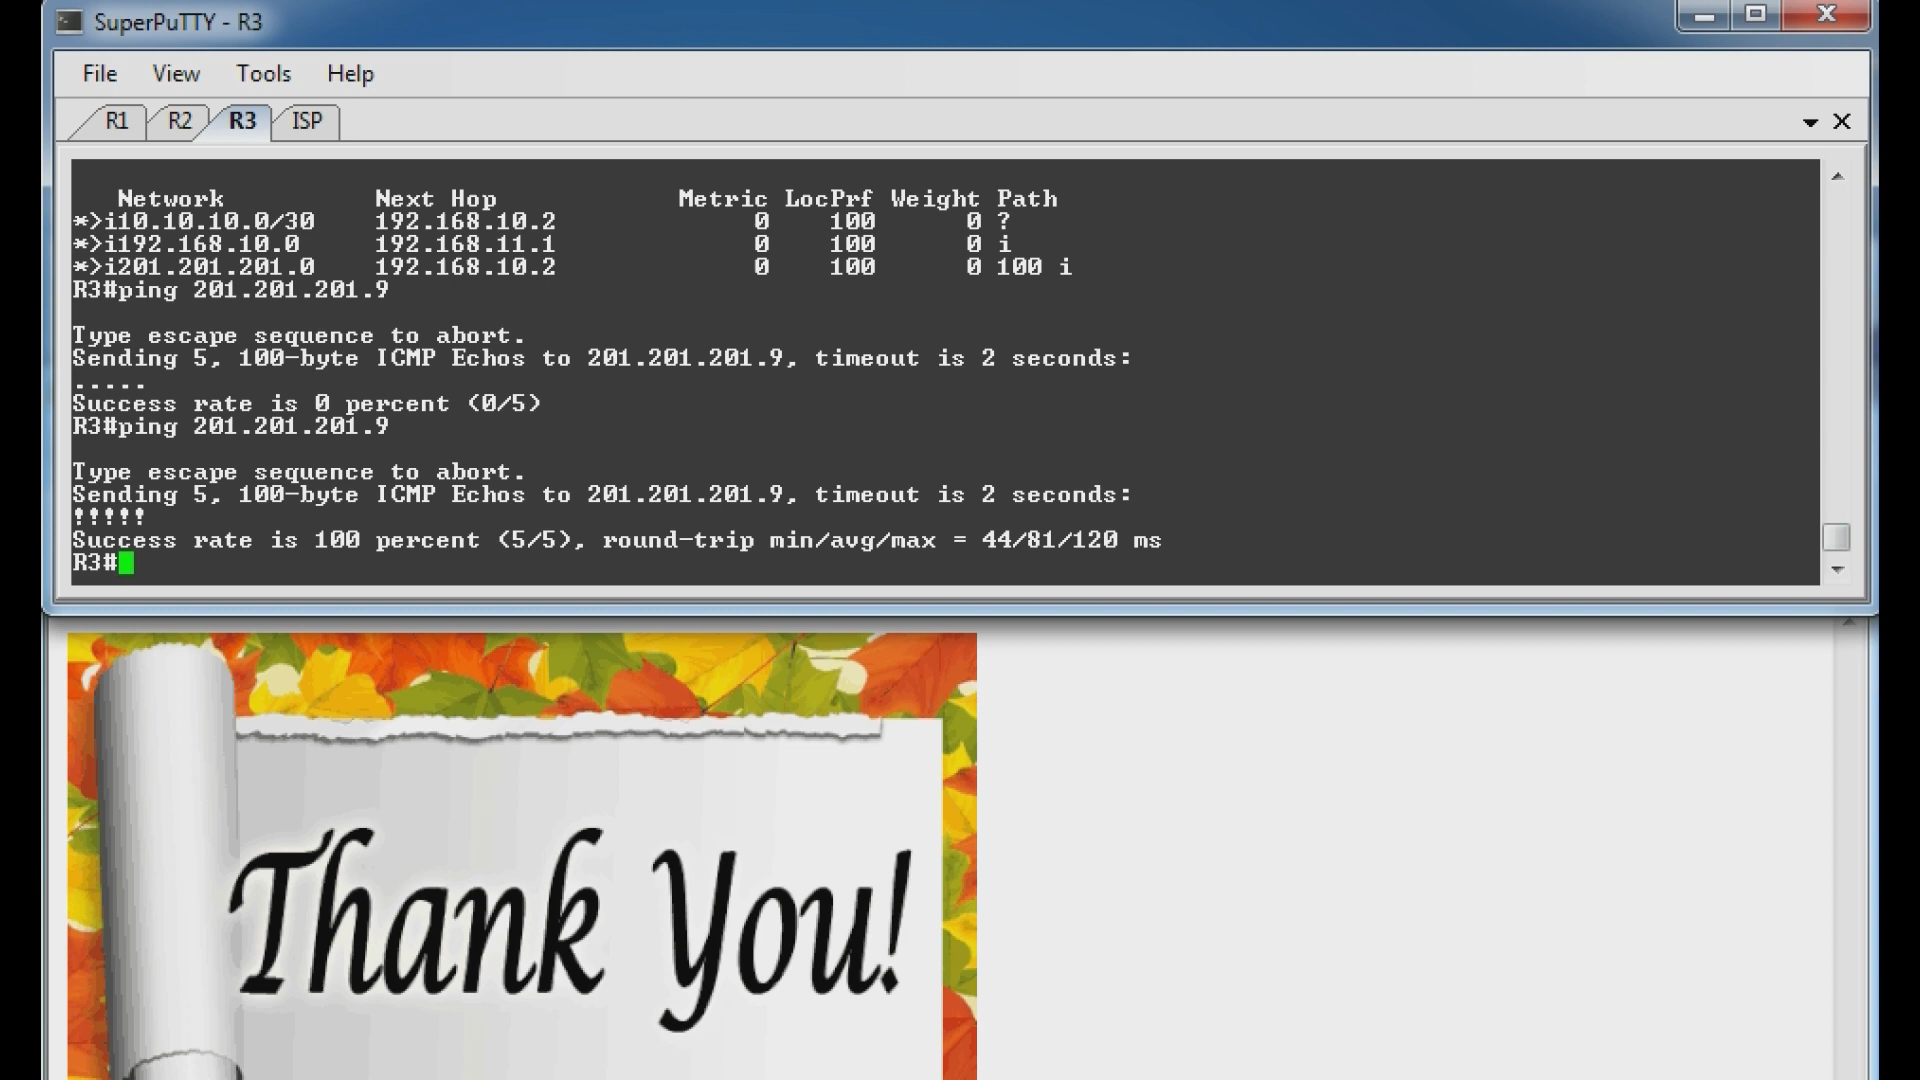 SuperPuTTY - R3
File View Tools Help
R1 R2 R3 ISP
Network Next Hop Metric LocPrf Weight Path
*>i10.10.10.0/30 192.168.10.2 0 100 0 ?
*>i192.168.10.0 192.168.11.1 0 100 0 i
*>i201.201.201.0 192.168.10.2 0 100 0 100 i
R3#ping 201.201.201.9
Type escape sequence to abort.
Sending 5, 100-byte ICMP Echos to 201.201.201.9, timeout is 2 seconds:
.....
Success rate is 0 percent (0/5)
R3#ping 201.201.201.9
Type escape sequence to abort.
Sending 5, 100-byte ICMP Echos to 201.201.201.9, timeout is 2 seconds:
!!!!!
Success rate is 100 percent (5/5), round-trip min/avg/max = 44/81/120 ms
R3#
Thank You!